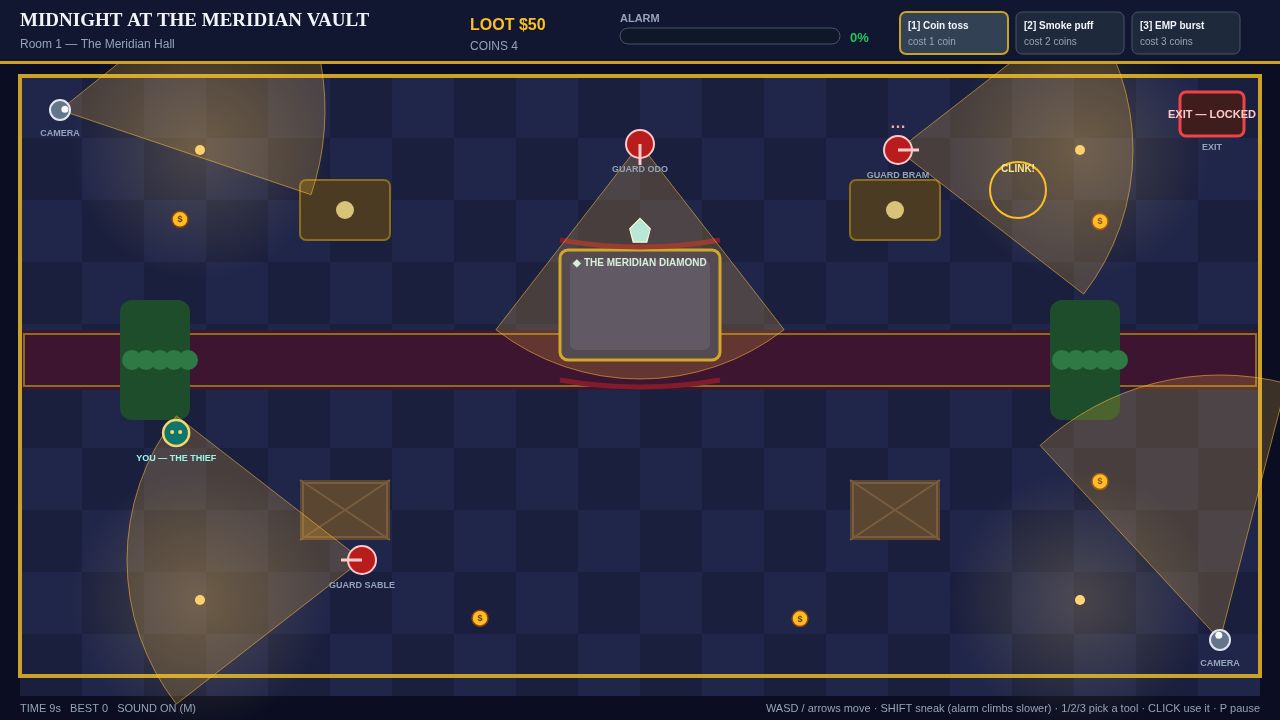 MIDNIGHT AT THE MERIDIAN VAULT
Room 1 — The Meridian Hall
LOOT $50
COINS 4
ALARM
0%
[1] Coin toss
cost 1 coin
[2] Smoke puff
cost 2 coins
[3] EMP burst
cost 3 coins
CAMERA
GUARD ODO
...
GUARD BRAM
CLINK!
EXIT — LOCKED
EXIT
$
$
◆ THE MERIDIAN DIAMOND
YOU — THE THIEF
$
GUARD SABLE
$
$
CAMERA
TIME 9s BEST 0 SOUND ON (M)
WASD / arrows move · SHIFT sneak (alarm climbs slower) · 1/2/3 pick a tool · CLICK use it · P pause